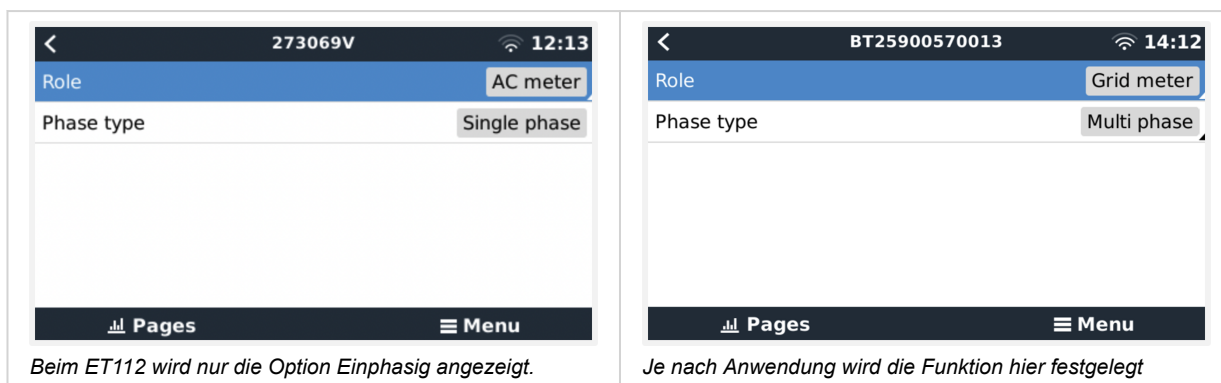 273069V 12:13
Role AC meter
Phase type Single phase
Pages Menu
Beim ET112 wird nur die Option Einphasig angezeigt.
BT25900570013 14:12
Role Grid meter
Phase type Multi phase
Pages Menu
Je nach Anwendung wird die Funktion hier festgelegt